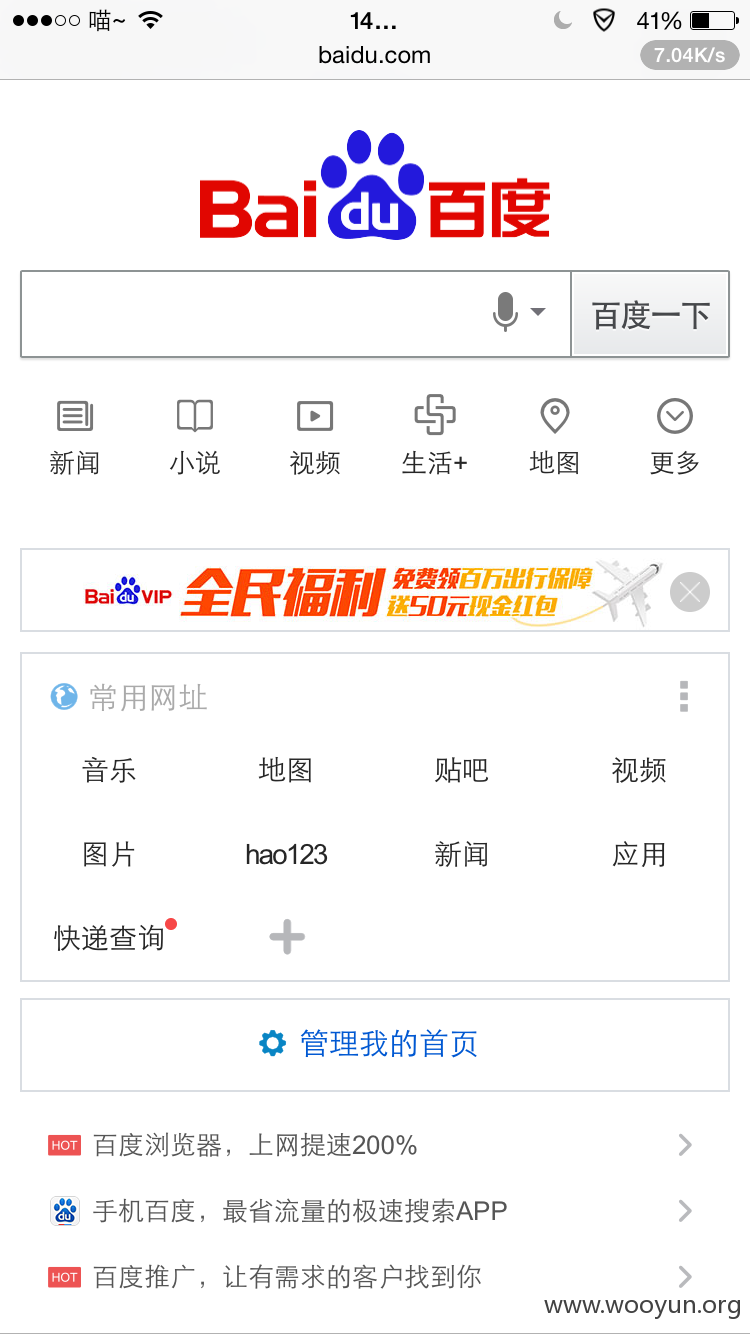 喵~ 14... 41%
baidu.com 7.04K/s
Baidu百度
百度一下
新闻 小说 视频 生活+ 地图 更多
Baidu VIP 全民福利 免费领百万出行保障
送50元现金红包
常用网址
音乐 地图 贴吧 视频
图片 hao123 新闻 应用
快递查询
管理我的首页
HOT 百度浏览器，上网提速200%
du 手机百度，最省流量的极速搜索APP
HOT 百度推广，让有需求的客户找到你
www.wooyun.org